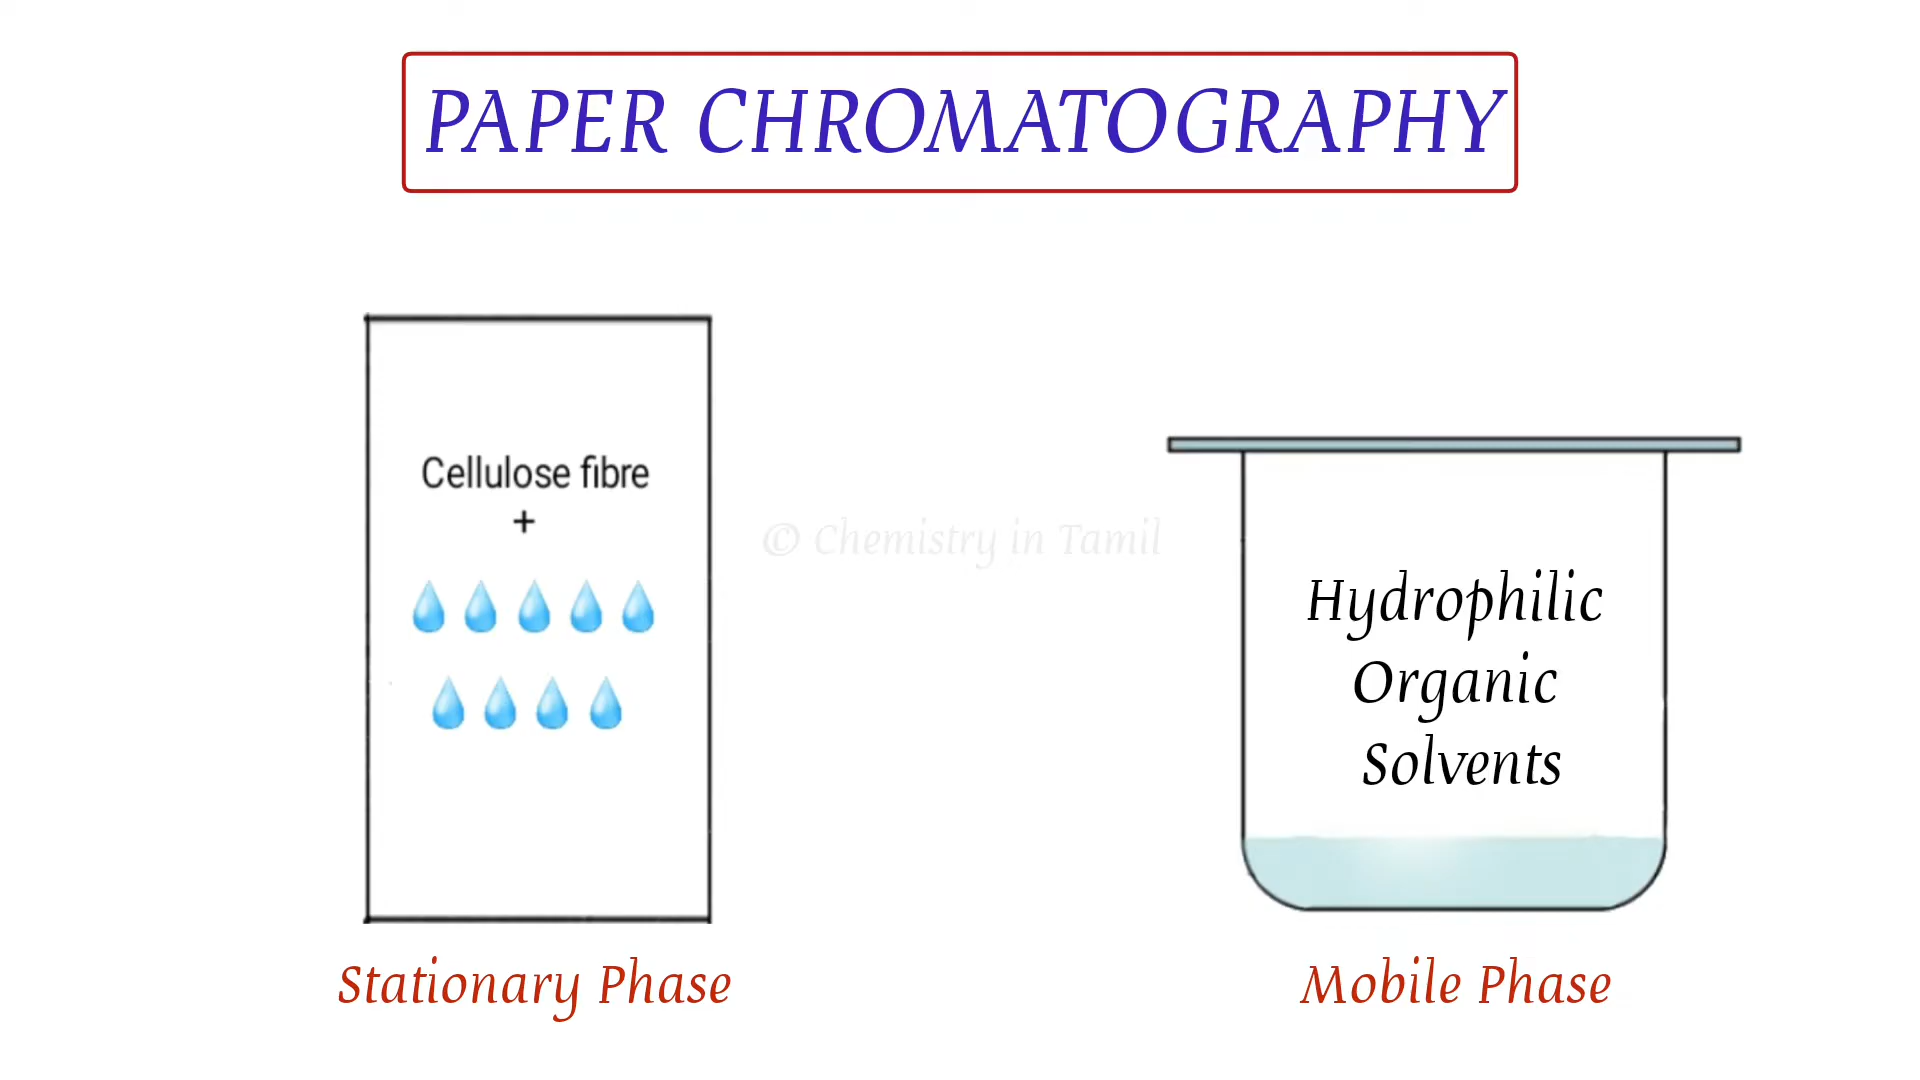 PAPER CHROMATOGRAPHY
Cellulose fibre
+
© Chemistry in Tamil
Hydrophilic
Organic
Solvents
Stationary Phase
Mobile Phase